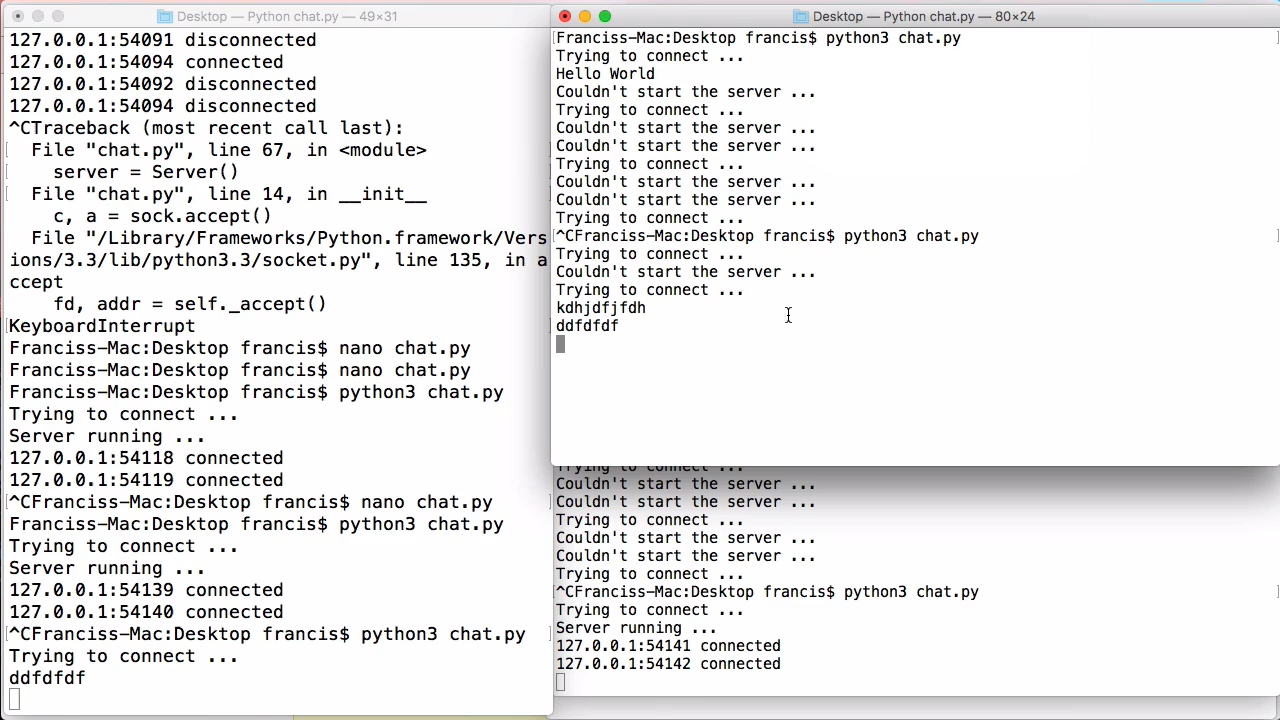 Desktop — Python chat.py — 49×31
127.0.0.1:54091 disconnected
127.0.0.1:54094 connected
127.0.0.1:54092 disconnected
127.0.0.1:54094 disconnected
^CTraceback (most recent call last):
File "chat.py", line 67, in <module>
server = Server()
File "chat.py", line 14, in __init__
c, a = sock.accept()
File "/Library/Frameworks/Python.framework/Vers
ions/3.3/lib/python3.3/socket.py", line 135, in a
ccept
fd, addr = self._accept()
KeyboardInterrupt
Franciss-Mac:Desktop francis$ nano chat.py
Franciss-Mac:Desktop francis$ nano chat.py
Franciss-Mac:Desktop francis$ python3 chat.py
Trying to connect ...
Server running ...
127.0.0.1:54118 connected
127.0.0.1:54119 connected
^CFranciss-Mac:Desktop francis$ nano chat.py
Franciss-Mac:Desktop francis$ python3 chat.py
Trying to connect ...
Server running ...
127.0.0.1:54139 connected
127.0.0.1:54140 connected
^CFranciss-Mac:Desktop francis$ python3 chat.py
Trying to connect ...
ddfdfdf
Desktop — Python chat.py — 80×24
Franciss-Mac:Desktop francis$ python3 chat.py
Trying to connect ...
Hello World
Couldn't start the server ...
Trying to connect ...
Couldn't start the server ...
Couldn't start the server ...
Trying to connect ...
Couldn't start the server ...
Couldn't start the server ...
Trying to connect ...
^CFranciss-Mac:Desktop francis$ python3 chat.py
Trying to connect ...
Couldn't start the server ...
Trying to connect ...
kdhjdfjfdh
ddfdfdf
Trying to connect ...
Couldn't start the server ...
Couldn't start the server ...
Trying to connect ...
Couldn't start the server ...
Couldn't start the server ...
Trying to connect ...
^CFranciss-Mac:Desktop francis$ python3 chat.py
Trying to connect ...
Server running ...
127.0.0.1:54141 connected
127.0.0.1:54142 connected